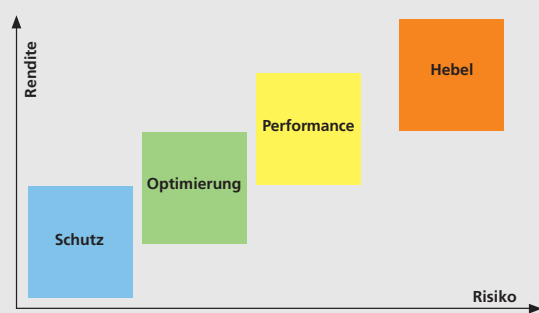 Rendite
Hebel
Performance
Optimierung
Schutz
Risiko